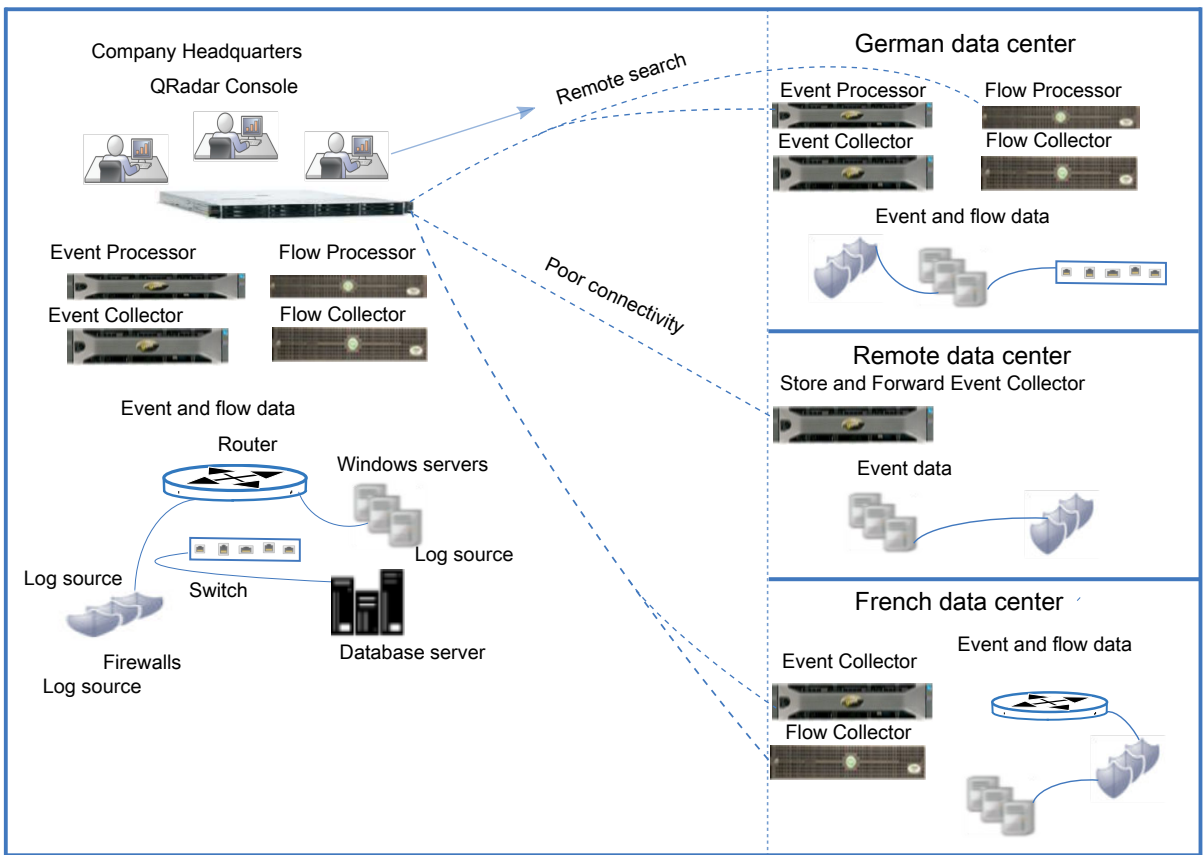 Company Headquarters
QRadar Console
Remote search
Poor connectivity
Event Processor
Flow Processor
Event Collector
Flow Collector
Event and flow data
Router
Windows servers
Log source
Log source
Switch
Firewalls
Log source
Database server
German data center
Event Processor
Flow Processor
Event Collector
Flow Collector
Event and flow data
Remote data center
Store and Forward Event Collector
Event data
French data center
Event and flow data
Event Collector
Flow Collector